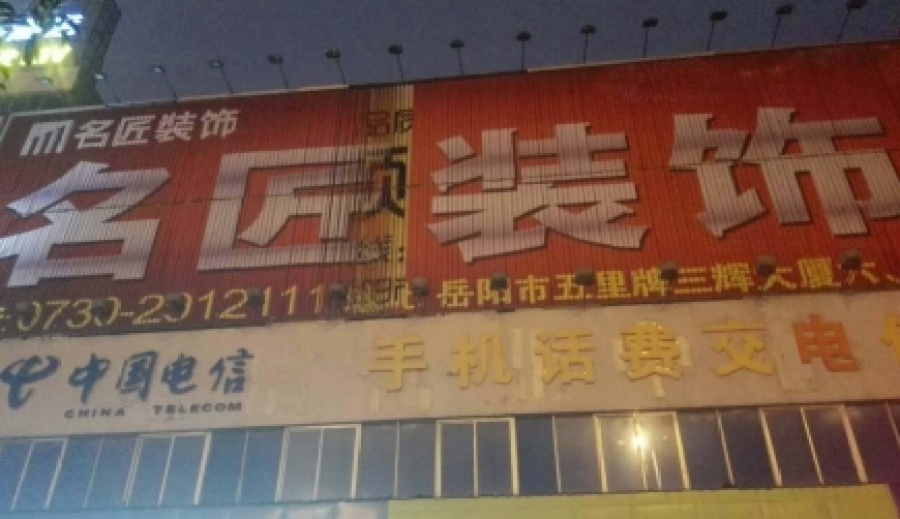 名匠装饰
名匠装饰
0730-2912111
岳阳市五里牌三辉大厦六
中国电信
CHINA TELECOM
手机话费交电